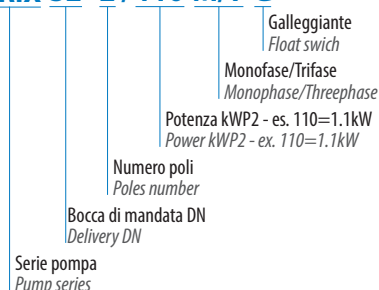 Galleggiante
Float swich
Monofase/Trifase
Monophase/Threephase
Potenza kWP2 - es. 110=1.1kW
Power kWP2 - ex. 110=1.1kW
Numero poli
Poles number
Bocca di mandata DN
Delivery DN
Serie pompa
Pump series